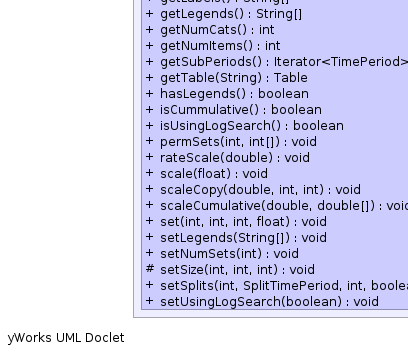 + getLabels() : String[]
+ getLegends() : String[]
+ getNumCats() : int
+ getNumItems() : int
+ getSubPeriods() : Iterator<TimePeriod>
+ getTable(String) : Table
+ hasLegends() : boolean
+ isCummulative() : boolean
+ isUsingLogSearch() : boolean
+ permSets(int, int[]) : void
+ rateScale(double) : void
+ scale(float) : void
+ scaleCopy(double, int, int) : void
+ scaleCumulative(double, double[]) : voi
+ set(int, int, int, float) : void
+ setLegends(String[]) : void
+ setNumSets(int) : void
# setSize(int, int, int) : void
+ setSplits(int, SplitTimePeriod, int, boolea
+ setUsingLogSearch(boolean) : void
yWorks UML Doclet